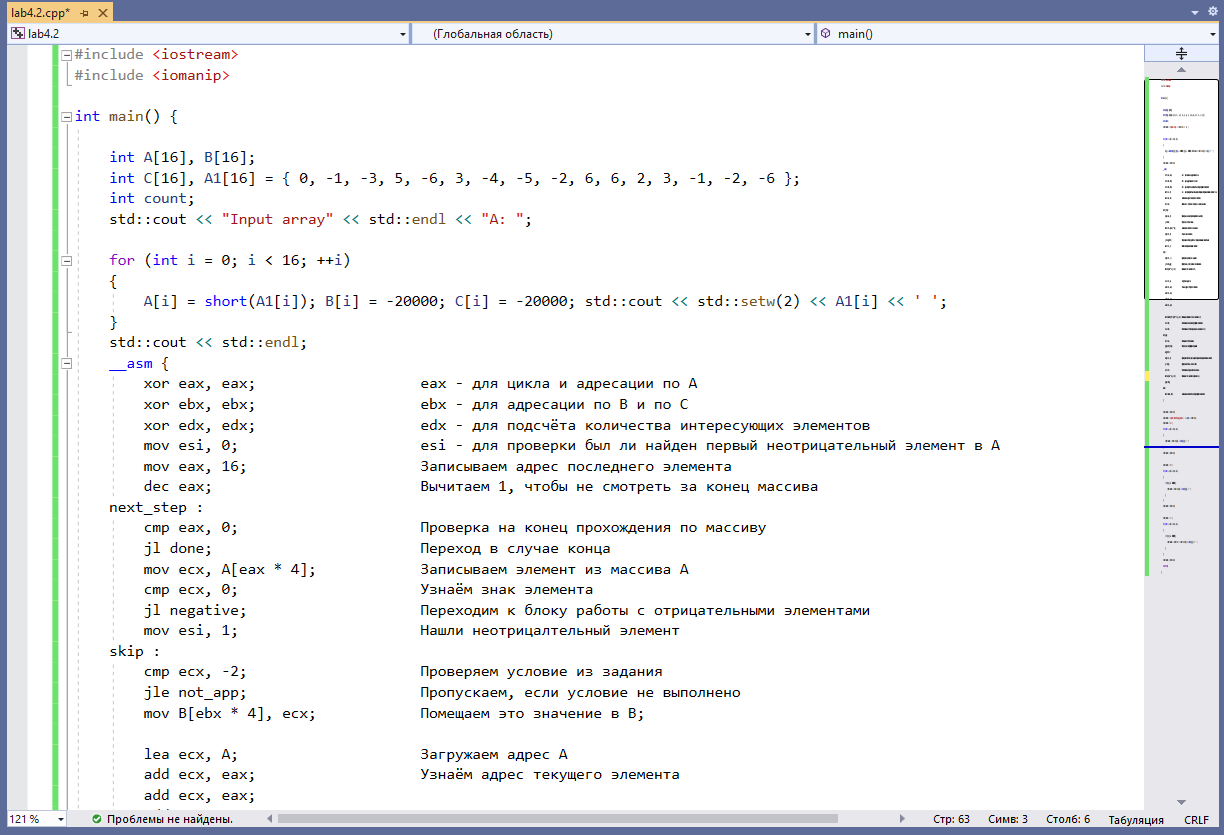 lab4.2.cpp*
lab4.2 (Глобальная область) main()
#include <iostream>
#include <iomanip>
int main() {
int A[16], B[16];
int C[16], A1[16] = { 0, -1, -3, 5, -6, 3, -4, -5, -2, 6, 6, 2, 3, -1, -2, -6 };
int count;
std::cout << "Input array" << std::endl << "A: ";
for (int i = 0; i < 16; ++i)
{
A[i] = short(A1[i]); B[i] = -20000; C[i] = -20000; std::cout << std::setw(2) << A1[i] << ' ';
}
std::cout << std::endl;
__asm {
xor eax, eax; eax - для цикла и адресации по A
xor ebx, ebx; ebx - для адресации по B и по C
xor edx, edx; edx - для подсчёта количества интересующих элементов
mov esi, 0; esi - для проверки был ли найден первый неотрицательный элемент в A
mov eax, 16; Записываем адрес последнего элемента
dec eax; Вычитаем 1, чтобы не смотреть за конец массива
next_step :
cmp eax, 0; Проверка на конец прохождения по массиву
jl done; Переход в случае конца
mov ecx, A[eax * 4]; Записываем элемент из массива A
cmp ecx, 0; Узнаём знак элемента
jl negative; Переходим к блоку работы с отрицательными элементами
mov esi, 1; Нашли неотрицалтельный элемент
skip :
cmp ecx, -2; Проверяем условие из задания
jle not_app; Пропускаем, если условие не выполнено
mov B[ebx * 4], ecx; Помещаем это значение в B;
lea ecx, A; Загружаем адрес A
add ecx, eax; Узнаём адрес текущего элемента
add ecx, eax;
121 % Проблемы не найдены. Стр: 63 Симв: 3 Столб: 6 Табуляция CRLF